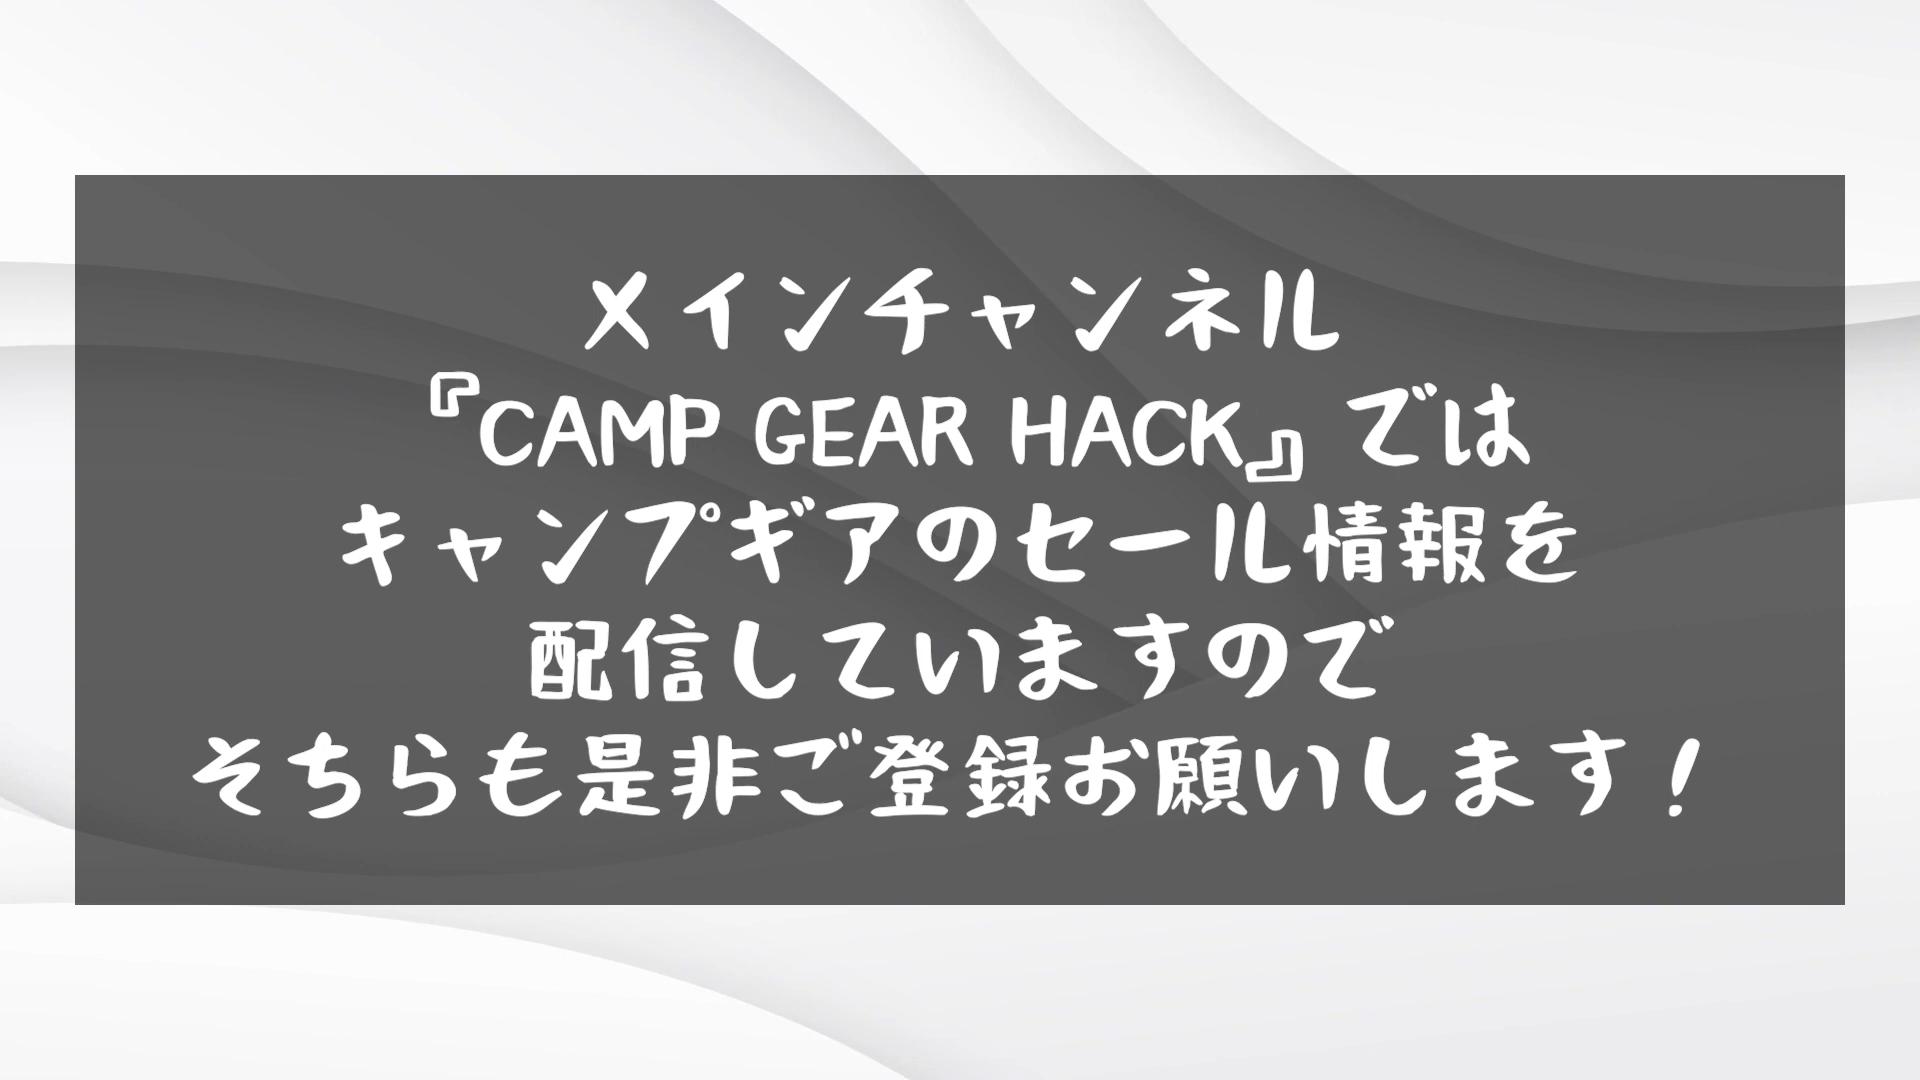 メインチャンネル
『CAMP GEAR HACK』では
キャンプギアのセール情報を
配信していますので
そちらも是非ご登録お願いします！